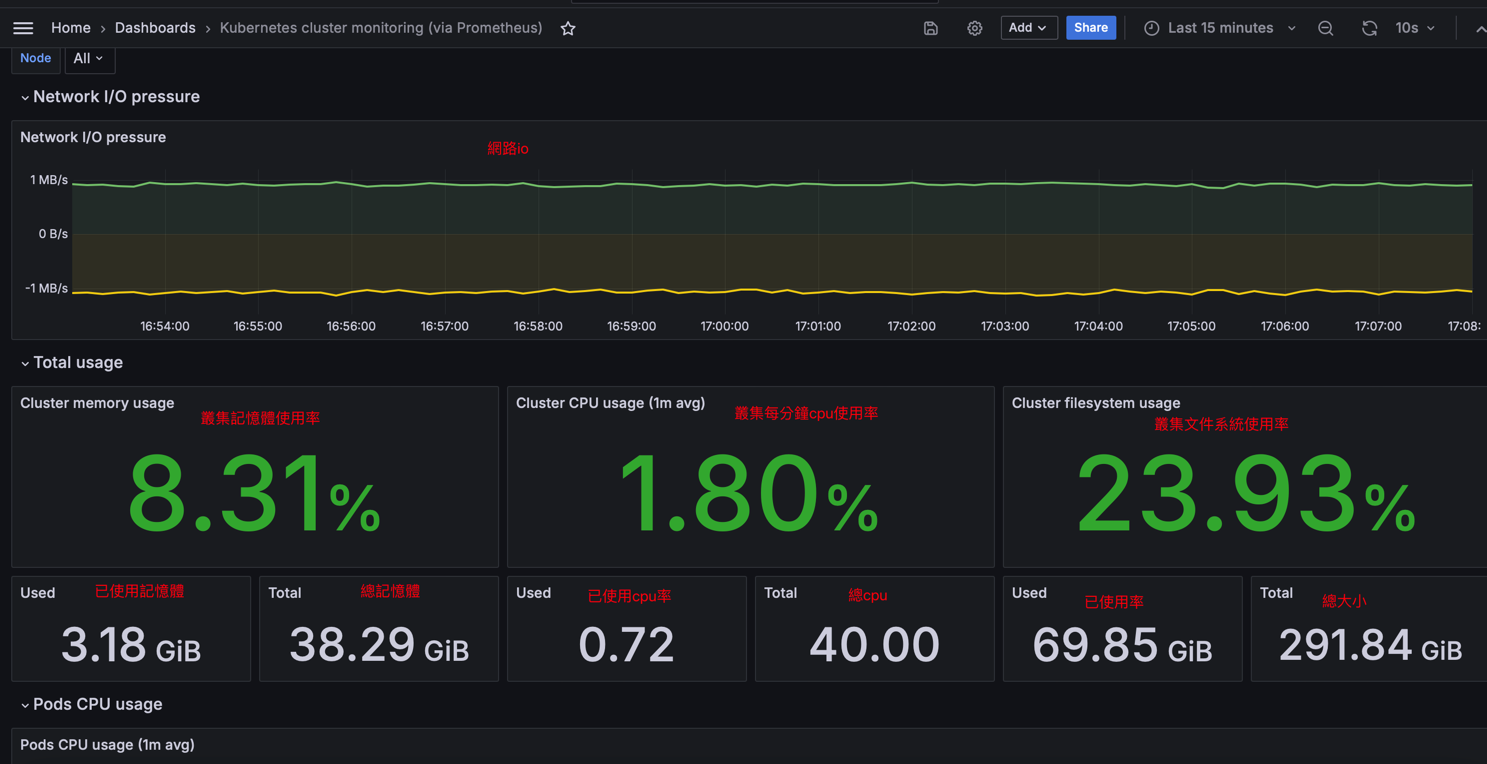 Home › Dashboards › Kubernetes cluster monitoring (via Prometheus) Add Share Last 15 minutes 10s
Node All
Network I/O pressure
Network I/O pressure
網路io
1 MB/s
0 B/s
-1 MB/s
16:54:00 16:55:00 16:56:00 16:57:00 16:58:00 16:59:00 17:00:00 17:01:00 17:02:00 17:03:00 17:04:00 17:05:00 17:06:00 17:07:00 17:08:
Total usage
Cluster memory usage
叢集記憶體使用率
8.31%
Cluster CPU usage (1m avg)
叢集每分鐘cpu使用率
1.80%
Cluster filesystem usage
叢集文件系統使用率
23.93%
Used 已使用記憶體
3.18 GiB
Total 總記憶體
38.29 GiB
Used 已使用cpu率
0.72
Total 總cpu
40.00
Used 已使用率
69.85 GiB
Total 總大小
291.84 GiB
Pods CPU usage
Pods CPU usage (1m avg)